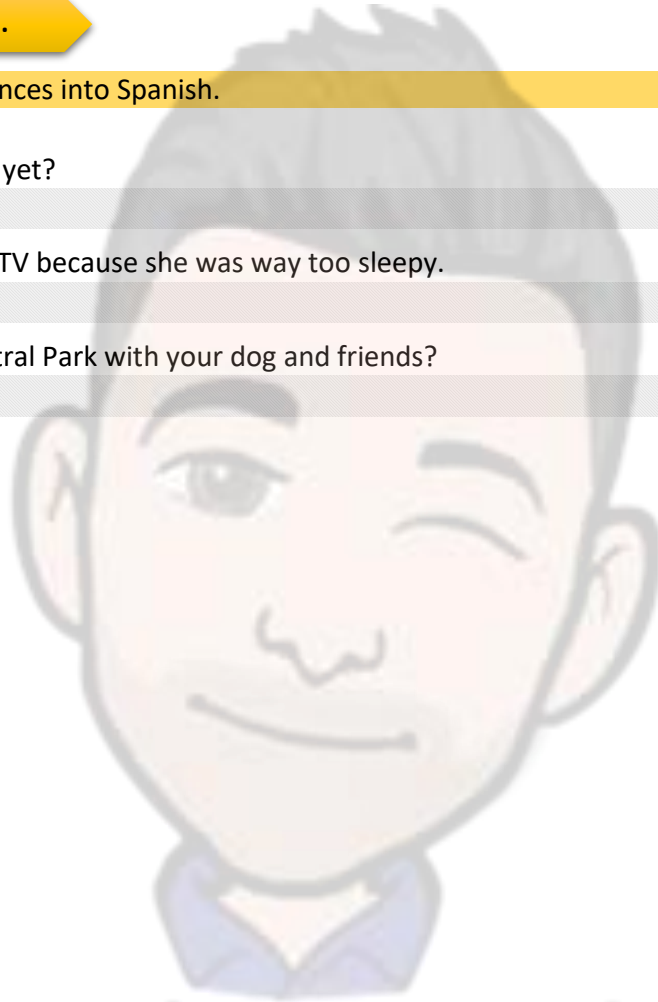 .
nces into Spanish.
yet?
TV because she was way too sleepy.
tral Park with your dog and friends?